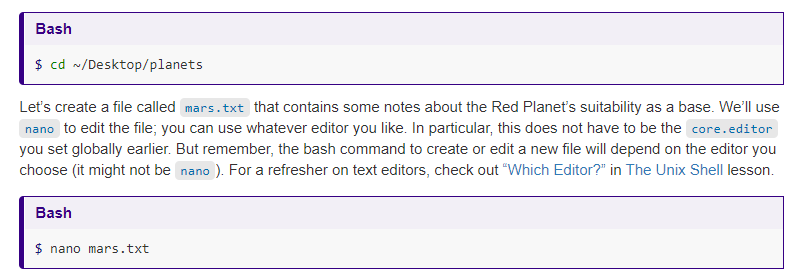 Bash
$ cd ~/Desktop/planets
Let’s create a file called mars.txt that contains some notes about the Red Planet’s suitability as a base. We’ll use
nano to edit the file; you can use whatever editor you like. In particular, this does not have to be the core.editor
you set globally earlier. But remember, the bash command to create or edit a new file will depend on the editor you
choose (it might not be nano ). For a refresher on text editors, check out “Which Editor?” in The Unix Shell lesson.
Bash
$ nano mars.txt